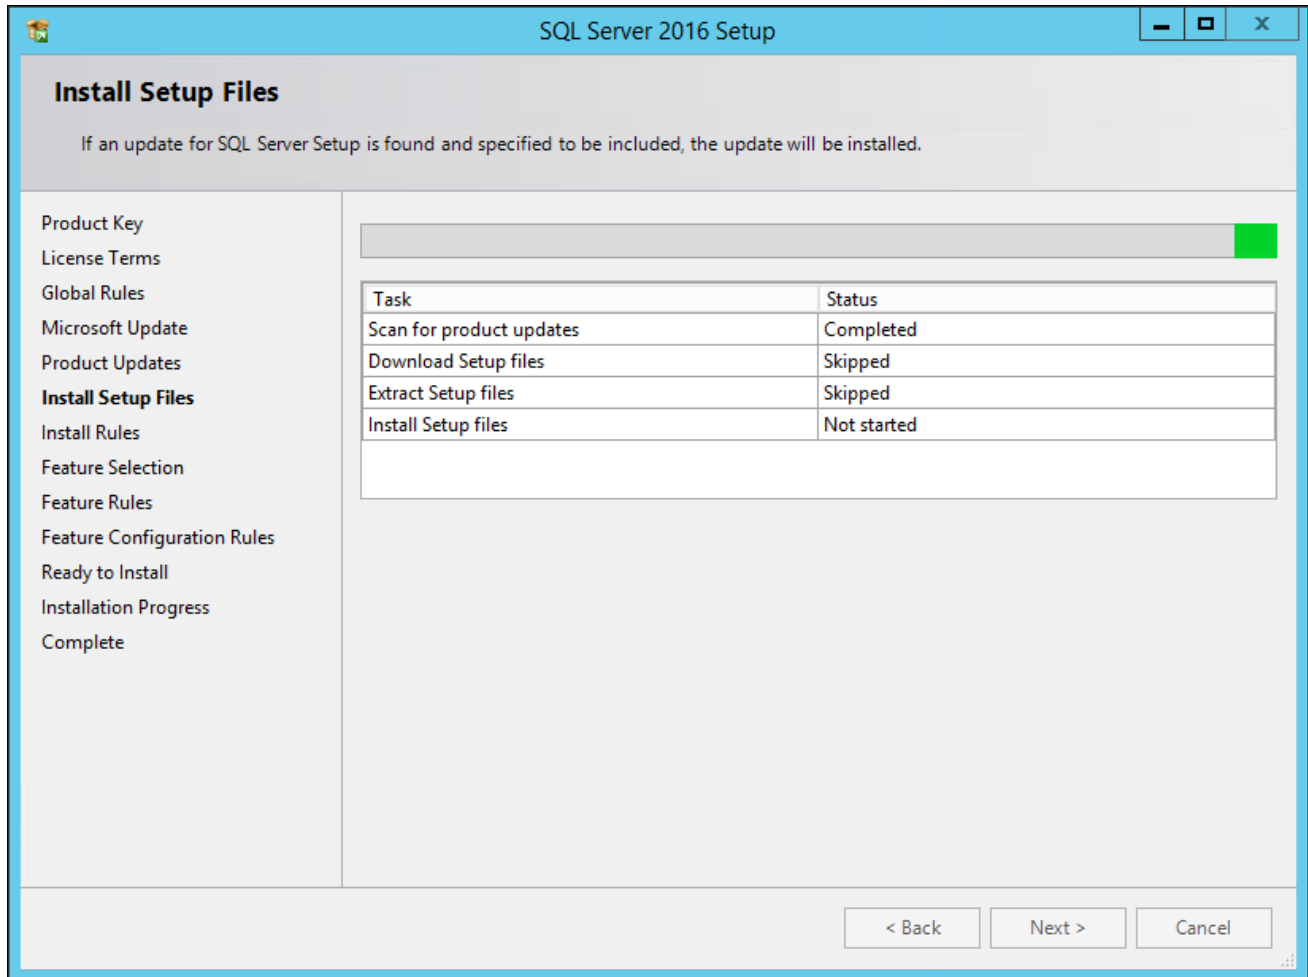 SQL Server 2016 Setup
Install Setup Files
If an update for SQL Server Setup is found and specified to be included, the update will be installed.
Product Key
License Terms
Global Rules
Microsoft Update
Product Updates
Install Setup Files
Install Rules
Feature Selection
Feature Rules
Feature Configuration Rules
Ready to Install
Installation Progress
Complete
Task Status
Scan for product updates Completed
Download Setup files Skipped
Extract Setup files Skipped
Install Setup files Not started
< Back Next > Cancel